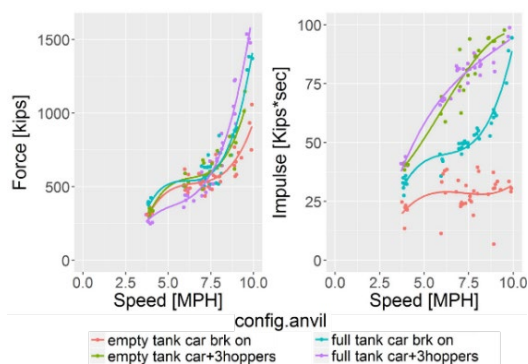 Force [kips]
1500
1000
500
0
0.0 2.5 5.0 7.5 10.0
Speed [MPH]
Impulse [Kips*sec]
100
75
50
25
0
0.0 2.5 5.0 7.5 10.0
Speed [MPH]
config.anvil
empty tank car brk on
full tank car brk on
empty tank car+3hoppers
full tank car+3hoppers